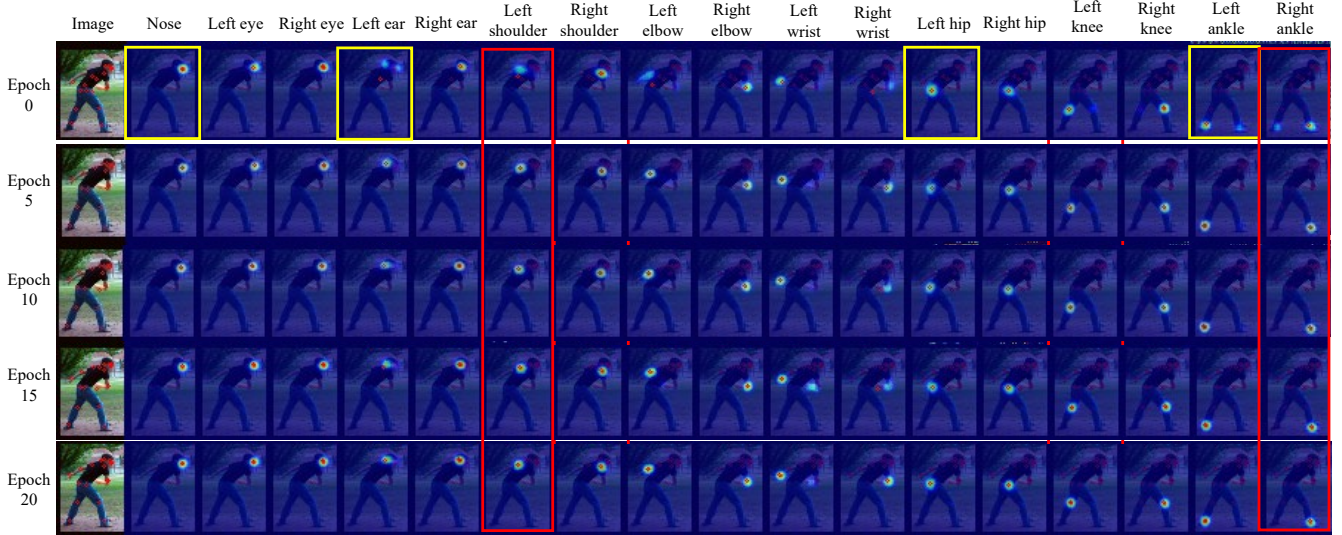 Image Nose Left eye Right eye Left ear Right ear Left shoulder Right shoulder Left elbow Right elbow Left wrist Right wrist Left hip Right hip Left knee Right knee Left ankle Right ankle
Epoch
0
Epoch
5
Epoch
10
Epoch
15
Epoch
20